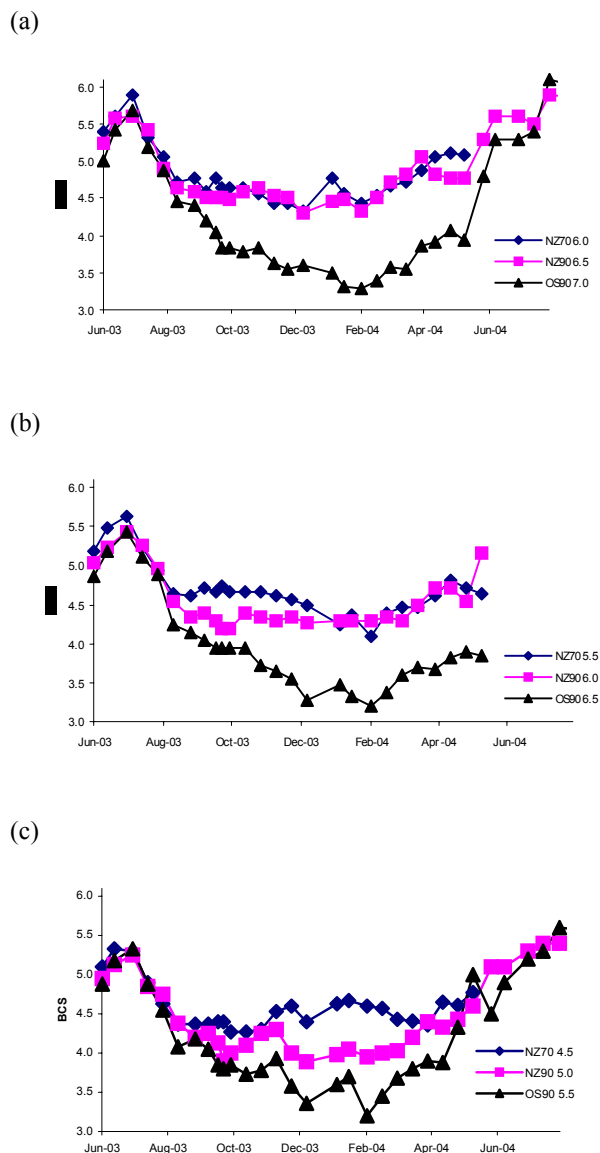 (a)
6.0
5.5
5.0
4.5
4.0
3.5
3.0
NZ70 6.0
NZ90 6.5
OS90 7.0
Jun-03 Aug-03 Oct-03 Dec-03 Feb-04 Apr-04 Jun-04
(b)
6.0
5.5
5.0
4.5
4.0
3.5
3.0
NZ70 5.5
NZ90 6.0
OS90 6.5
Jun-03 Aug-03 Oct-03 Dec-03 Feb-04 Apr-04 Jun-04
(c)
6.0
5.5
5.0
4.5
4.0
3.5
3.0
BCS
NZ70 4.5
NZ90 5.0
OS90 5.5
Jun-03 Aug-03 Oct-03 Dec-03 Feb-04 Apr-04 Jun-04